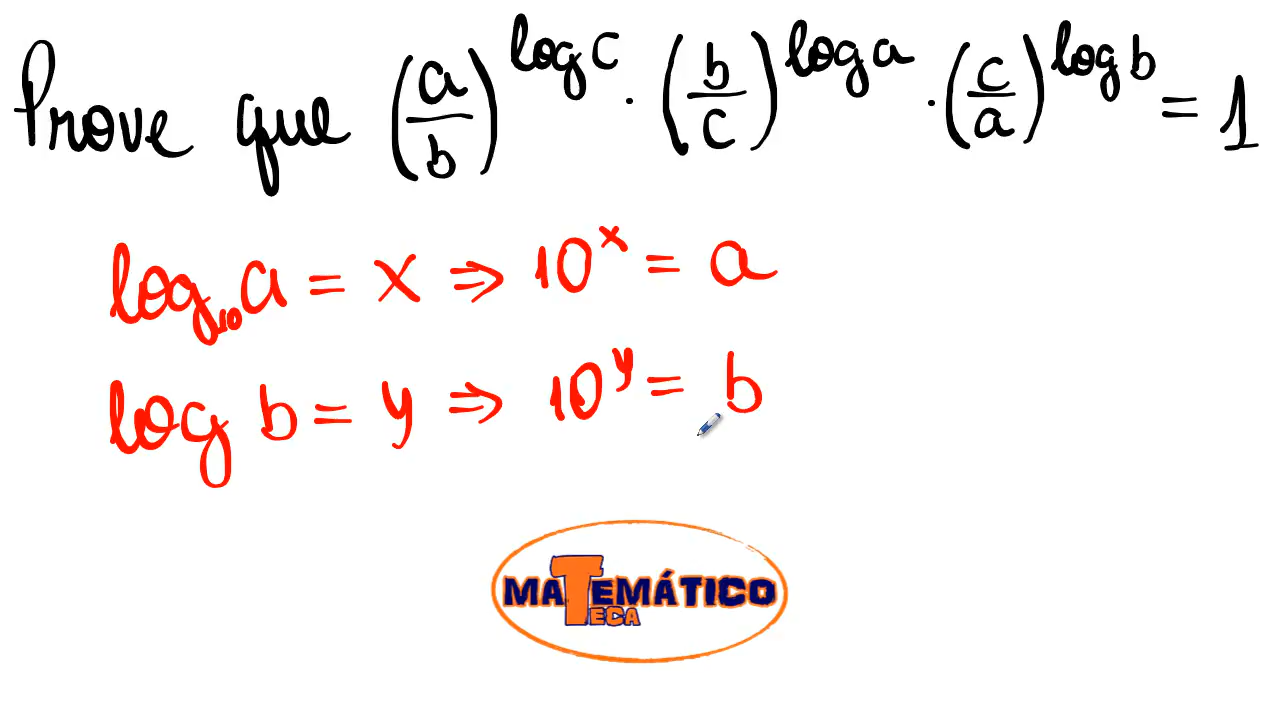 Prove que (a/b)^log c · (b/c)^log a · (c/a)^log b = 1
log₁₀ a = x ⇒ 10^x = a
log b = y ⇒ 10^y = b
MATEMÁTICO
TECA